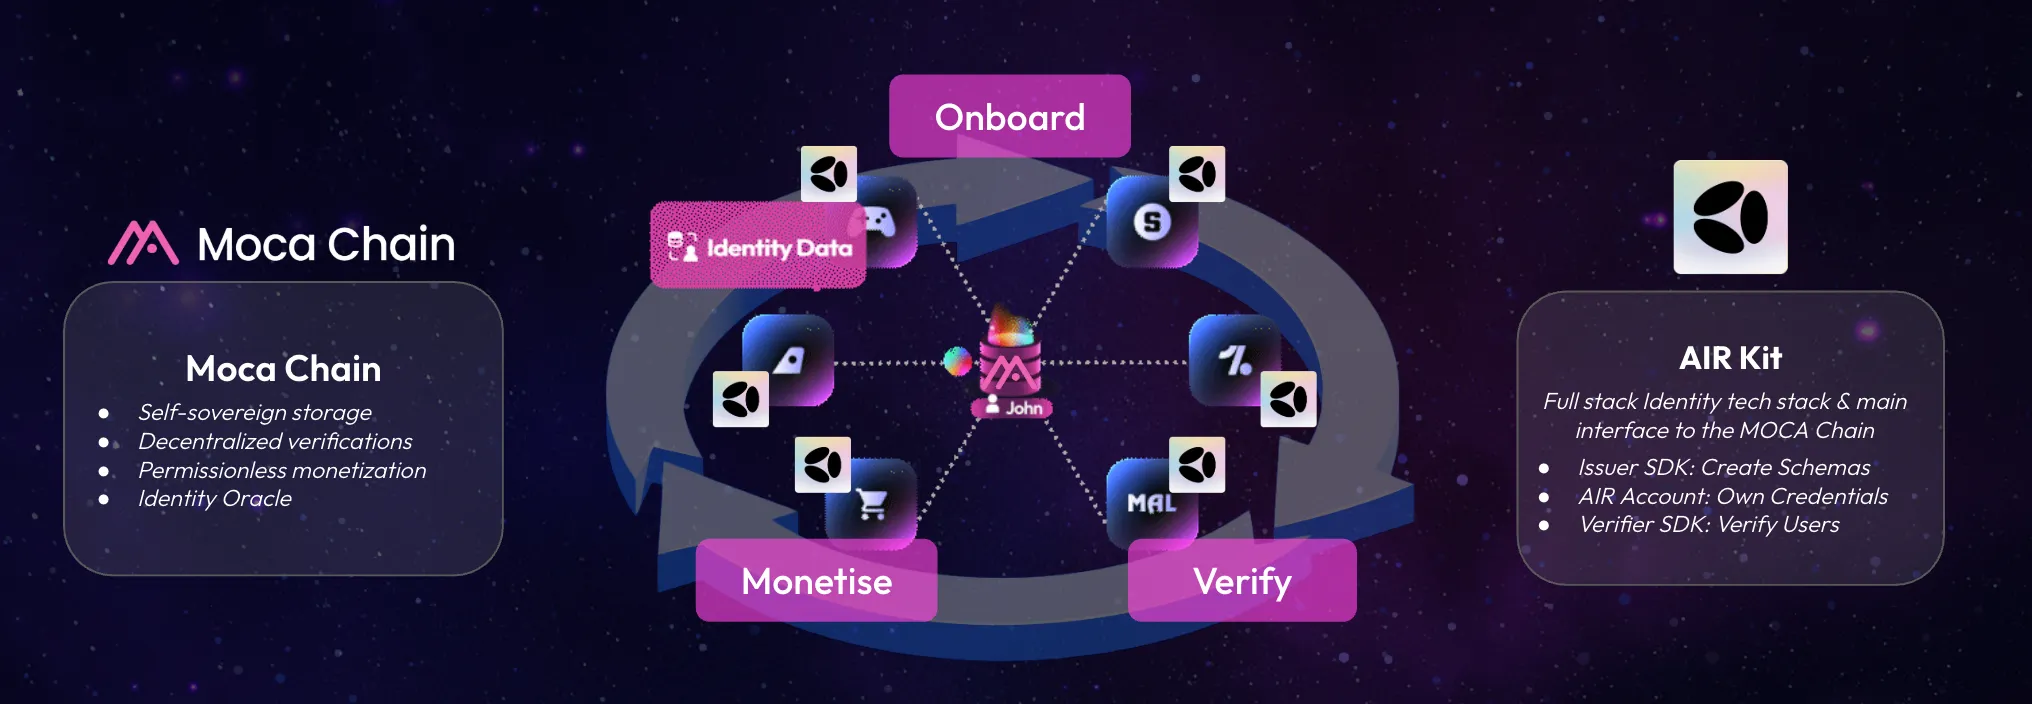 Moca Chain
Moca Chain
Self-sovereign storage
Decentralized verifications
Permissionless monetization
Identity Oracle
Onboard
Identity Data
S
John
MAL
Monetise
Verify
AIR Kit
Full stack Identity tech stack & main
interface to the MOCA Chain
Issuer SDK: Create Schemas
AIR Account: Own Credentials
Verifier SDK: Verify Users